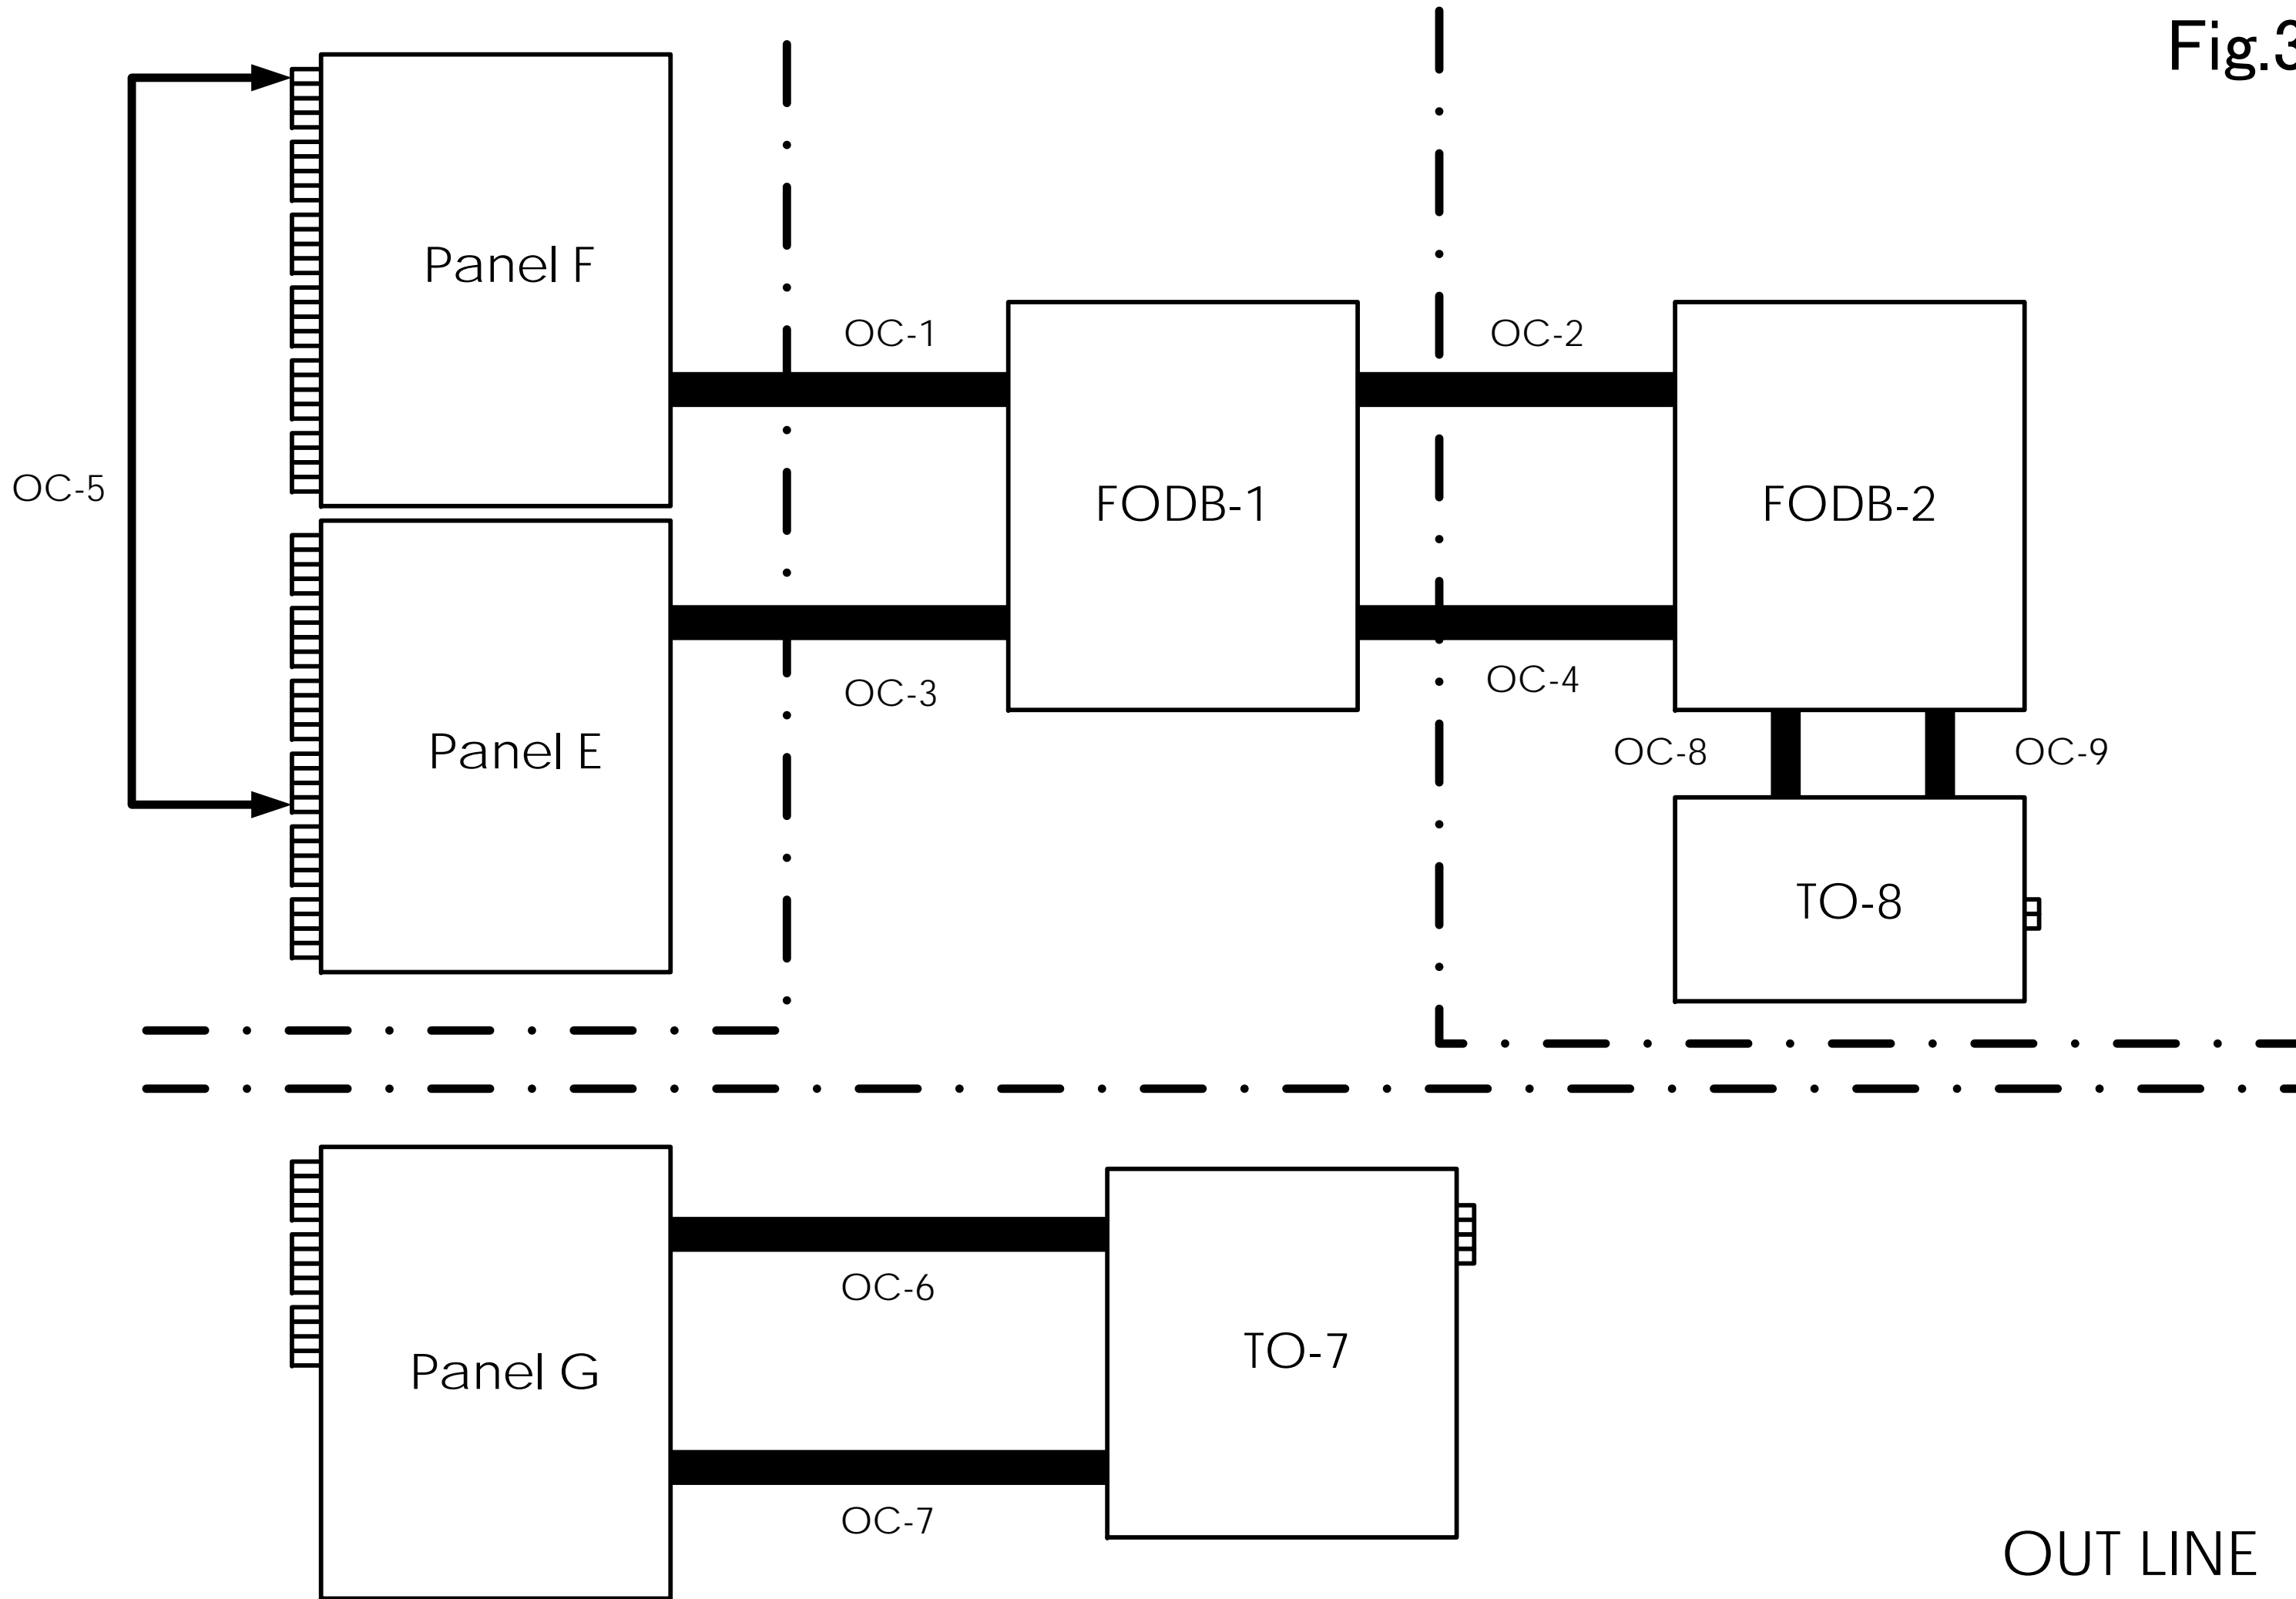 Fig.3
Panel F
OC-1
OC-2
OC-5
FODB-1
FODB-2
OC-3
OC-4
Panel E
OC-8
OC-9
TO-8
OC-6
Panel G
TO-7
OC-7
OUT LINE